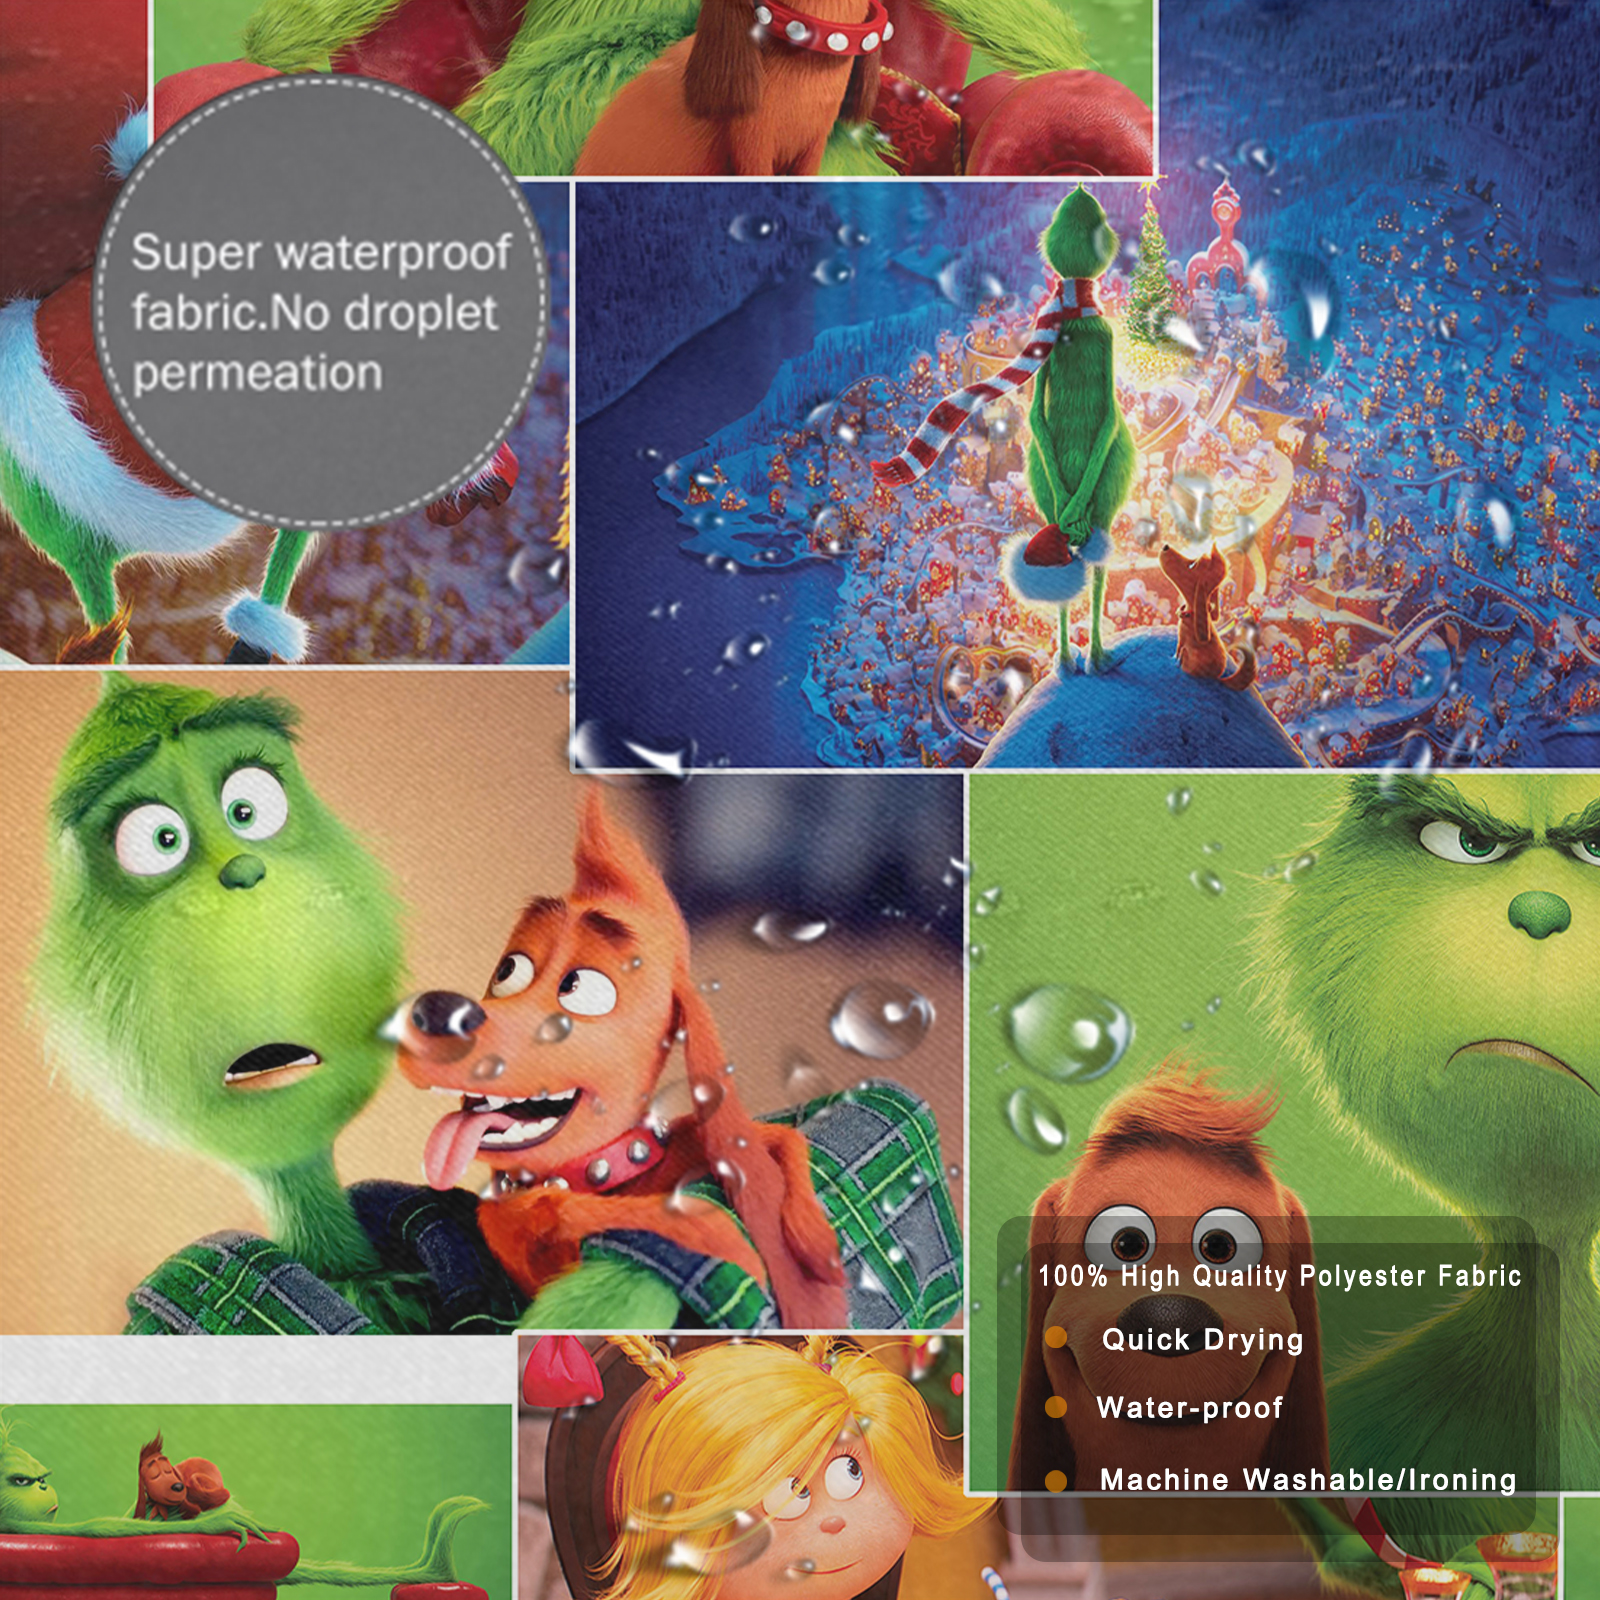 Super waterproof
fabric.No droplet
permeation
100% High Quality Polyester Fabric
Quick Drying
Water-proof
Machine Washable/Ironing